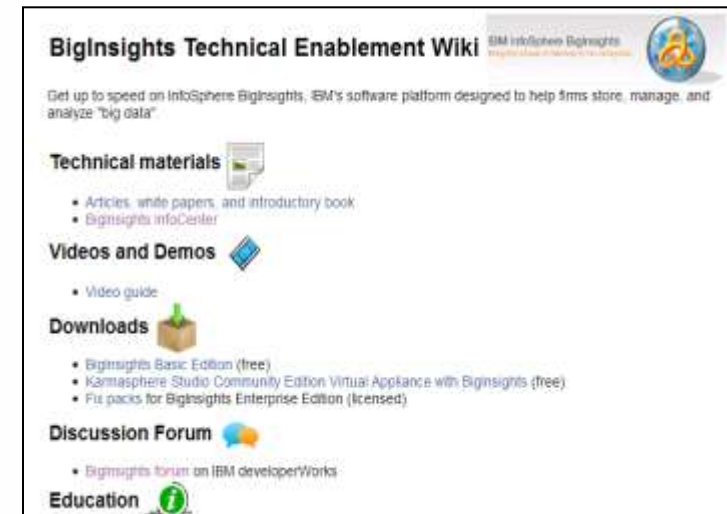 BigInsights Technical Enablement Wiki
IBM InfoSphere BigInsights
Get up to speed on InfoSphere BigInsights, IBM's software platform designed to help firms store, manage, and
analyze "big data"
Technical materials
• Articles, white papers, and introductory book
• BigInsights InfoCenter
Videos and Demos
• Video guide
Downloads
• BigInsights Basic Edition (free)
• Karmasphere Studio Community Edition Virtual Appliance with BigInsights (free)
• Fix packs for BigInsights Enterprise Edition (licensed)
Discussion Forum
• BigInsights forum on IBM developerWorks
Education